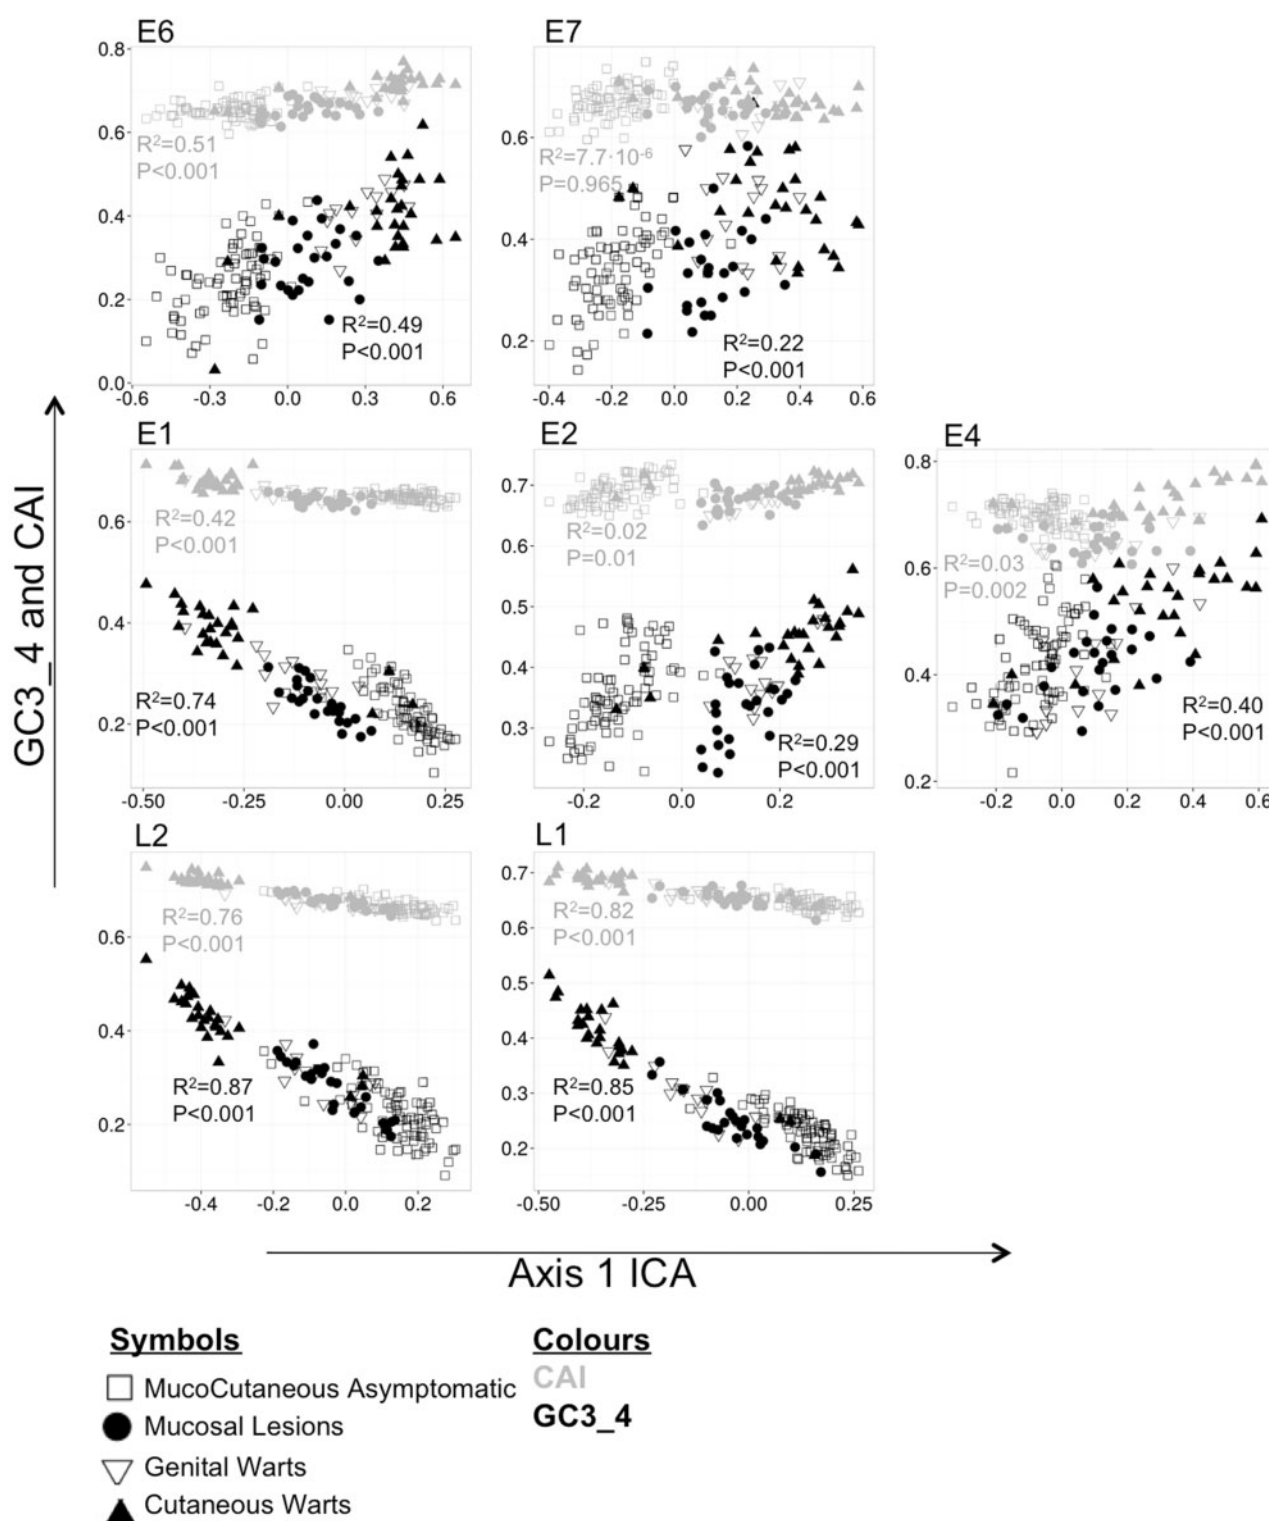 E6
0.8
0.6
0.4
0.2
0.0
R²=0.51
P<0.001
R²=0.49
P<0.001
-0.6 -0.3 0.0 0.3 0.6
E7
0.6
0.4
0.2
R²=7.7·10⁻⁶
P=0.965
R²=0.22
P<0.001
-0.4 -0.2 0.0 0.2 0.4 0.6
GC3_4 and CAI
E1
0.6
0.4
0.2
R²=0.42
P<0.001
R²=0.74
P<0.001
-0.50 -0.25 0.00 0.25
E2
0.7
0.6
0.5
0.4
0.3
R²=0.02
P=0.01
R²=0.29
P<0.001
-0.2 0.0 0.2
E4
0.8
0.6
0.4
0.2
R²=0.03
P=0.002
R²=0.40
P<0.001
-0.2 0.0 0.2 0.4 0.6
L2
0.6
0.4
0.2
R²=0.76
P<0.001
R²=0.87
P<0.001
-0.4 0.0 0.2
L1
0.7
0.6
0.5
0.4
0.3
0.2
R²=0.82
P<0.001
R²=0.85
P<0.001
-0.50 -0.25 0.00 0.25
Axis 1 ICA
Symbols
MucoCutaneous Asymptomatic
Mucosal Lesions
Genital Warts
Cutaneous Warts
Colours
CAI
GC3_4